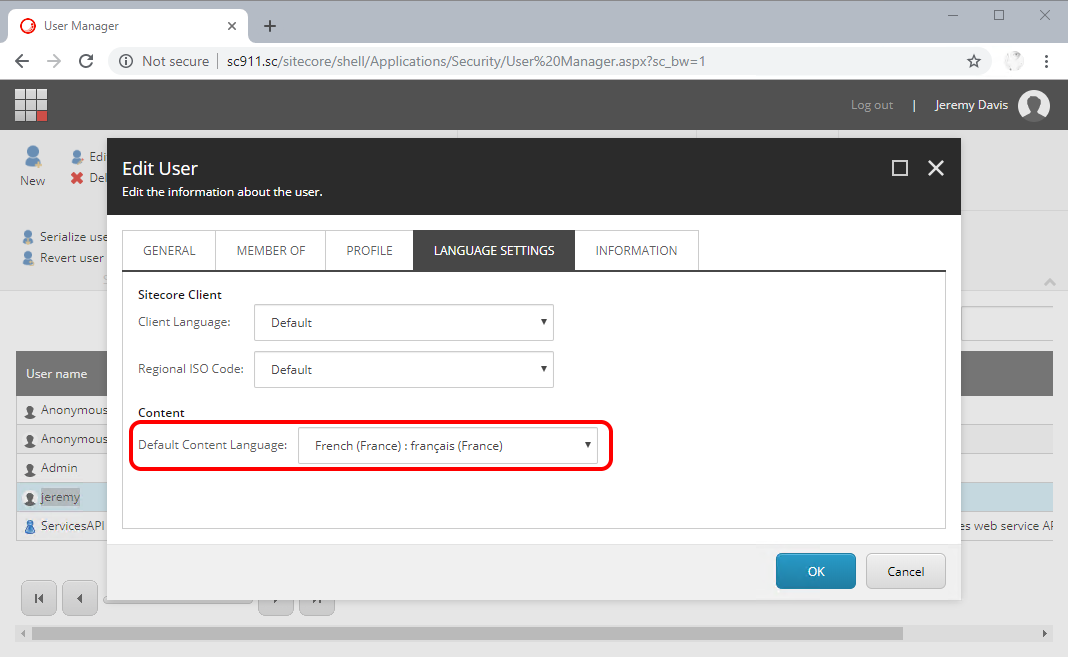 User Manager
Not secure | sc911.sc/sitecore/shell/Applications/Security/User%20Manager.aspx?sc_bw=1
Log out | Jeremy Davis
New
Edi
Del
Serialize use
Revert user
Edit User
Edit the information about the user.
GENERAL MEMBER OF PROFILE LANGUAGE SETTINGS INFORMATION
Sitecore Client
Client Language: Default
Regional ISO Code: Default
Content
Default Content Language: French (France) : français (France)
OK Cancel
User name
Anonymous
Anonymous
Admin
jeremy
ServicesAPI es web service AP